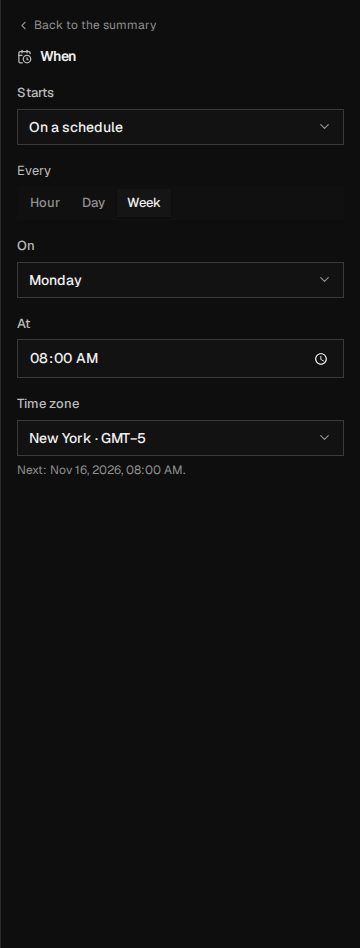 Back to the summary
When
Starts
On a schedule
Every
Hour Day Week
On
Monday
At
08:00 AM
Time zone
New York · GMT−5
Next: Nov 16, 2026, 08:00 AM.